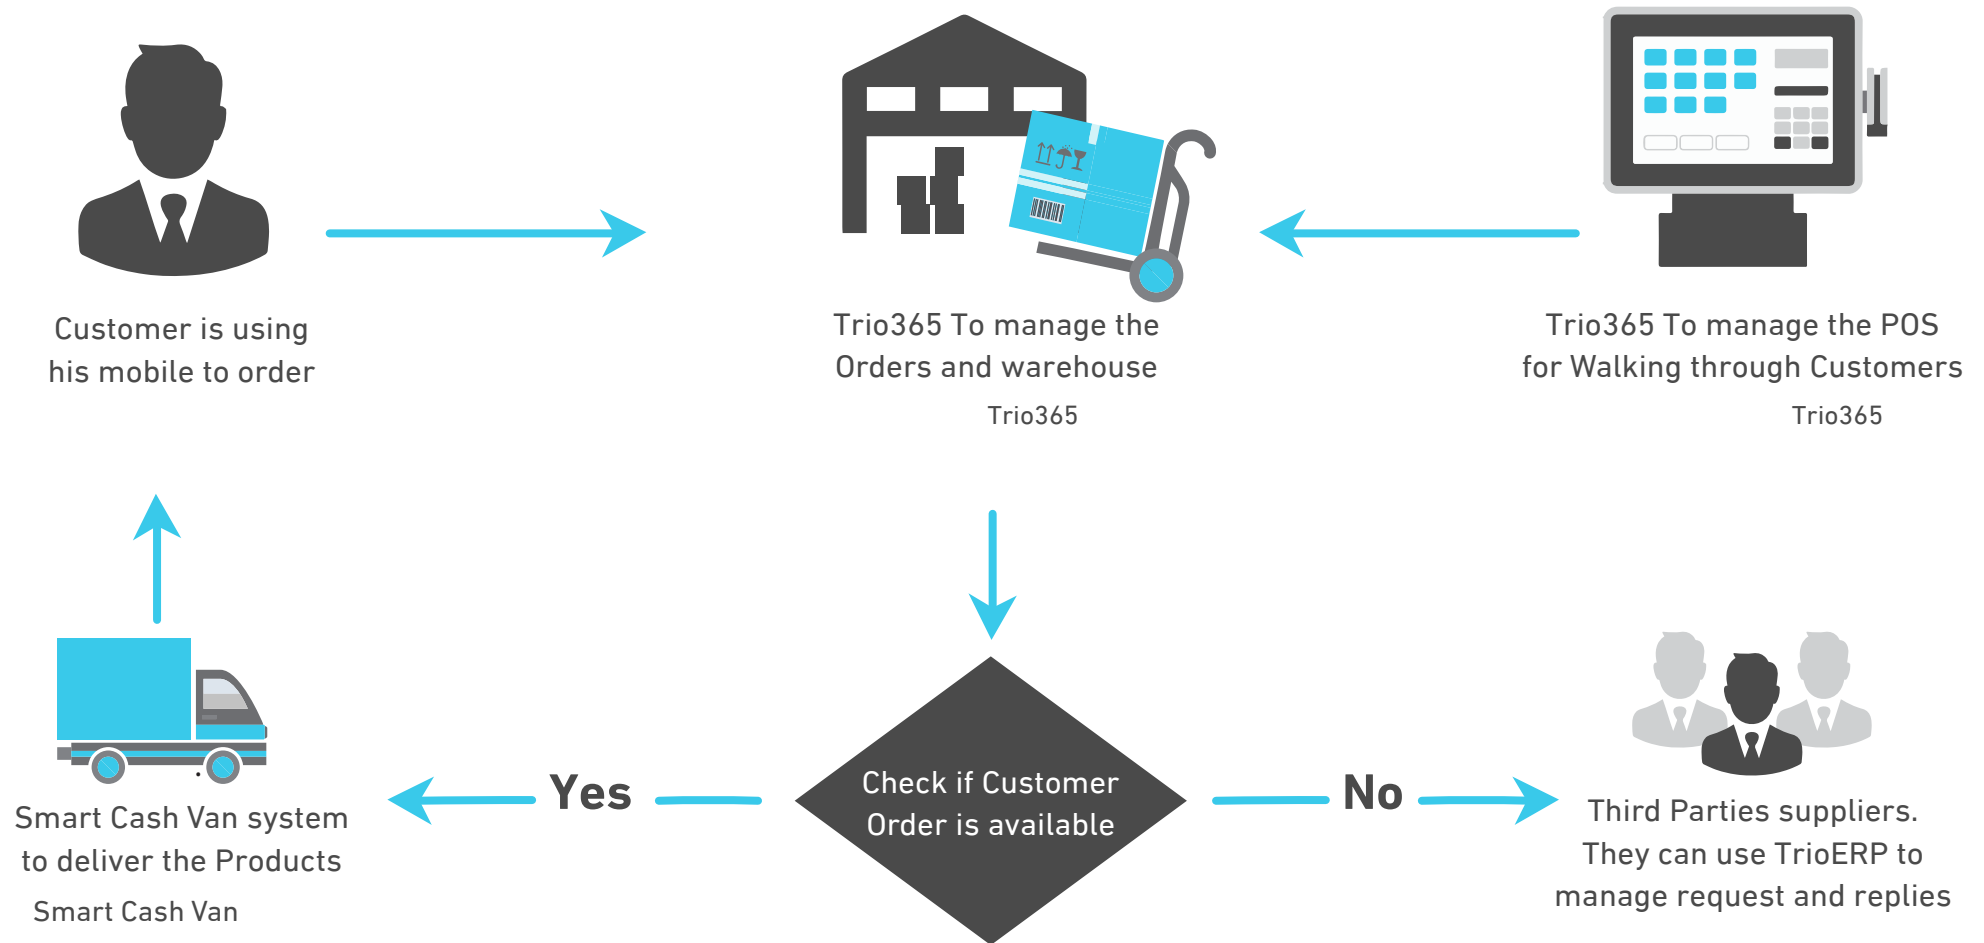 Customer is using
his mobile to order
Trio365 To manage the
Orders and warehouse
Trio365
Trio365 To manage the POS
for Walking through Customers
Trio365
Smart Cash Van system
to deliver the Products
Smart Cash Van
Yes
Check if Customer
Order is available
No
Third Parties suppliers.
They can use TrioERP to
manage request and replies